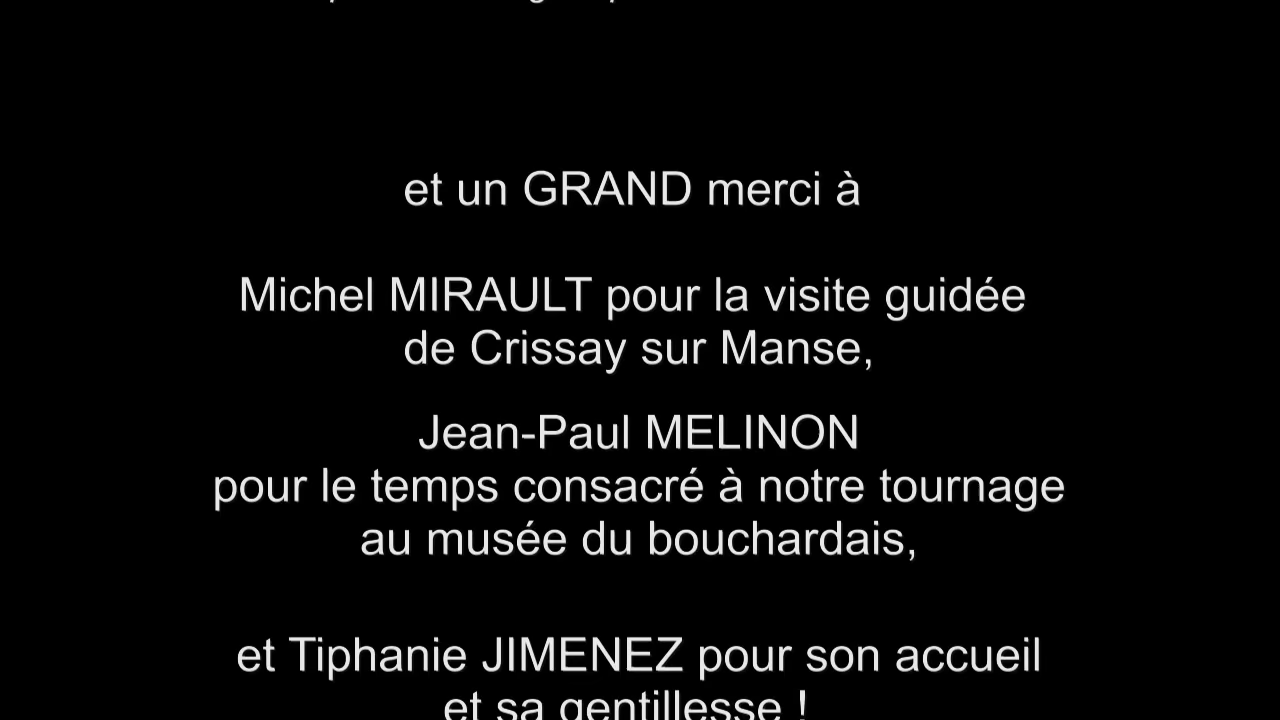 et un GRAND merci à
Michel MIRAULT pour la visite guidée
de Crissay sur Manse,
Jean-Paul MELINON
pour le temps consacré à notre tournage
au musée du bouchardais,
et Tiphanie JIMENEZ pour son accueil
et sa gentillesse !